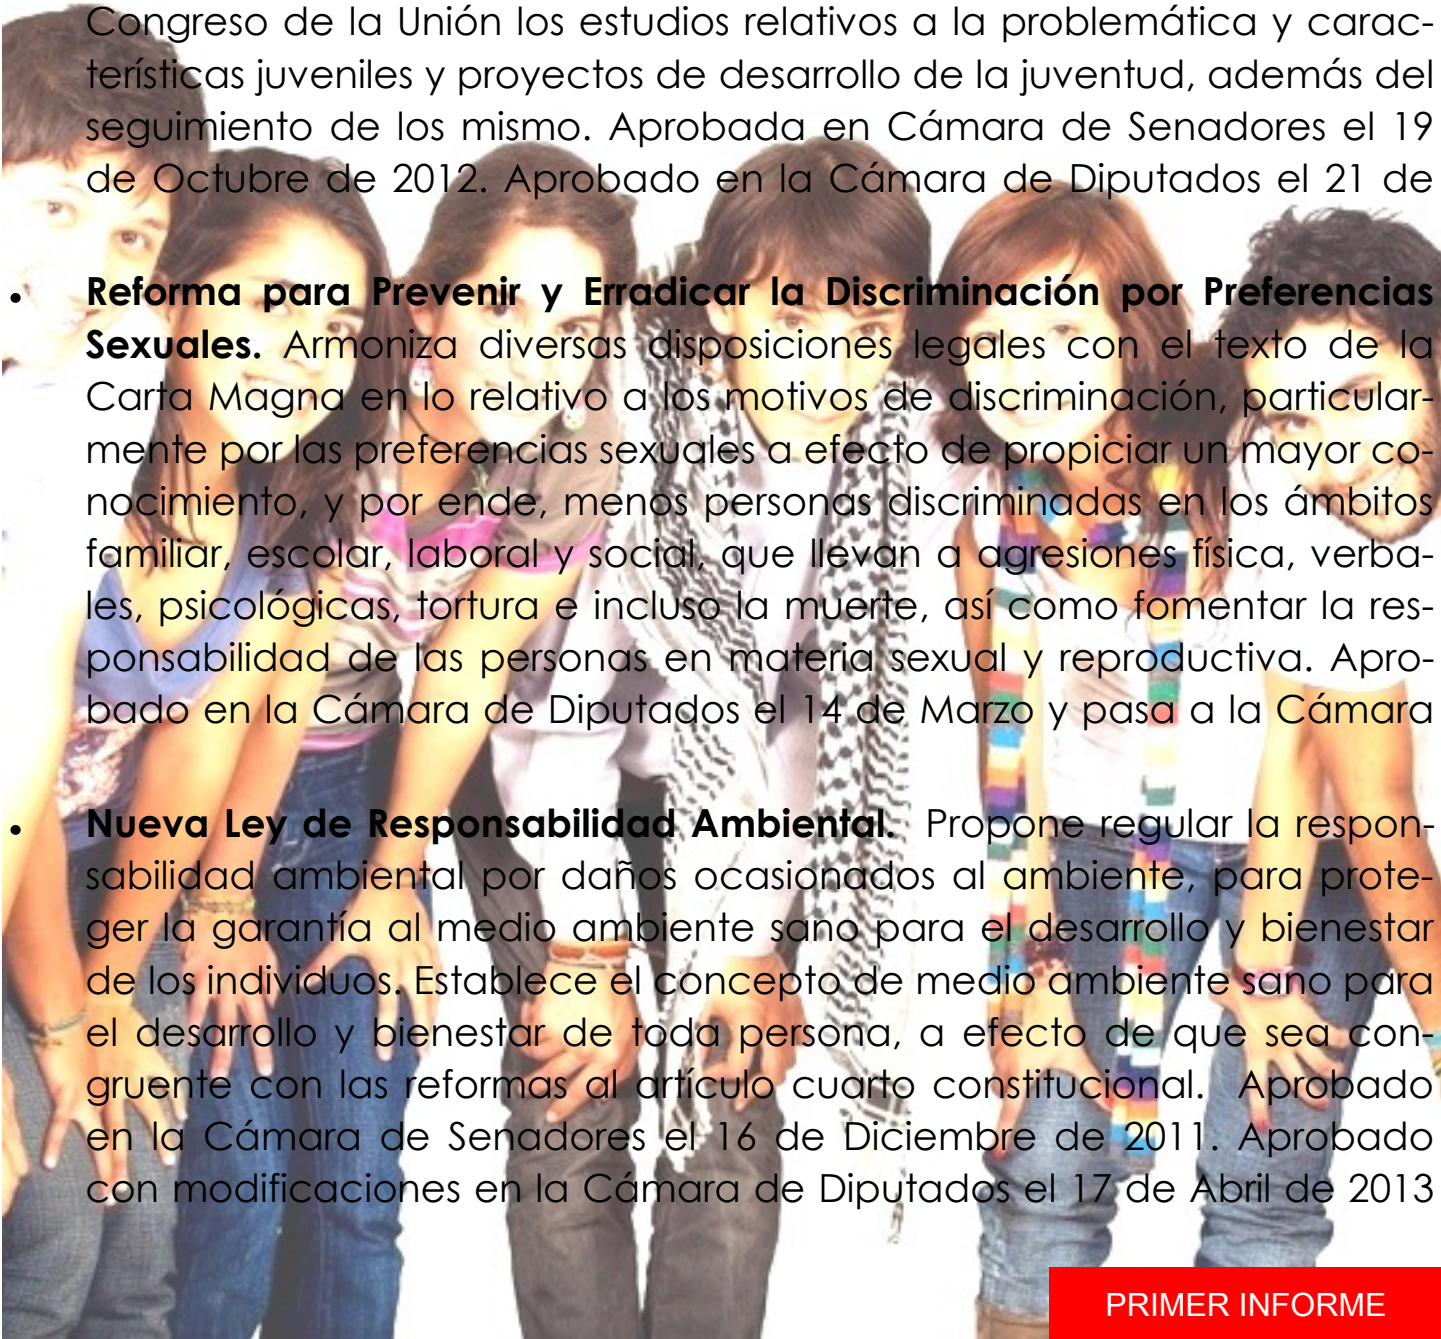 Congreso de la Unión los estudios relativos a la problemática y carac-
terísticas juveniles y proyectos de desarrollo de la juventud, además del
seguimiento de los mismo. Aprobada en Cámara de Senadores el 19
de Octubre de 2012. Aprobado en la Cámara de Diputados el 21 de
• Reforma para Prevenir y Erradicar la Discriminación por Preferencias
Sexuales. Armoniza diversas disposiciones legales con el texto de la
Carta Magna en lo relativo a los motivos de discriminación, particular-
mente por las preferencias sexuales a efecto de propiciar un mayor co-
nocimiento, y por ende, menos personas discriminadas en los ámbitos
familiar, escolar, laboral y social, que llevan a agresiones física, verba-
les, psicológicas, tortura e incluso la muerte, así como fomentar la res-
ponsabilidad de las personas en materia sexual y reproductiva. Apro-
bado en la Cámara de Diputados el 14 de Marzo y pasa a la Cámara
• Nueva Ley de Responsabilidad Ambiental. Propone regular la respon-
sabilidad ambiental por daños ocasionados al ambiente, para prote-
ger la garantía al medio ambiente sano para el desarrollo y bienestar
de los individuos. Establece el concepto de medio ambiente sano para
el desarrollo y bienestar de toda persona, a efecto de que sea con-
gruente con las reformas al artículo cuarto constitucional. Aprobado
en la Cámara de Senadores el 16 de Diciembre de 2011. Aprobado
con modificaciones en la Cámara de Diputados el 17 de Abril de 2013
PRIMER INFORME